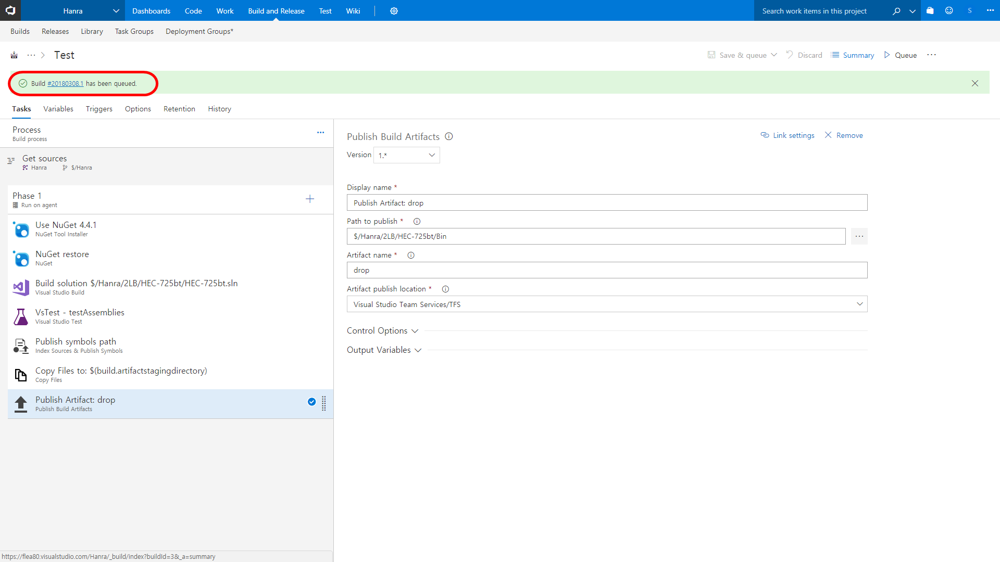 Hanra
Dashboards Code Work Build and Release Test Wiki
Search work items in this project
S
Builds Releases Library Task Groups Deployment Groups*
··· > Test
Save & queue Discard Summary Queue ···
Build #20180308.1 has been queued.
Tasks Variables Triggers Options Retention History
Process
Build process
Get sources
Hanra $/Hanra
Phase 1
Run on agent
Use NuGet 4.4.1
NuGet Tool Installer
NuGet restore
NuGet
Build solution $/Hanra/2LB/HEC-725bt/HEC-725bt.sln
Visual Studio Build
VsTest - testAssemblies
Visual Studio Test
Publish symbols path
Index Sources & Publish Symbols
Copy Files to: $(build.artifactstagingdirectory)
Copy Files
Publish Artifact: drop
Publish Build Artifacts
Publish Build Artifacts
Link settings Remove
Version 1.*
Display name *
Publish Artifact: drop
Path to publish *
$/Hanra/2LB/HEC-725bt/Bin
Artifact name *
drop
Artifact publish location *
Visual Studio Team Services/TFS
Control Options
Output Variables
https://flea80.visualstudio.com/Hanra/_build/index?buildId=3&_a=summary